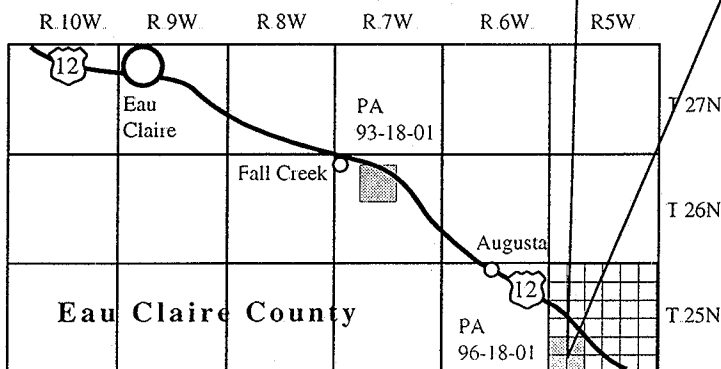 R.10W R.9W R.8W R.7W R.6W R5W
12
Eau
Claire
PA
93-18-01
T 27N
Fall Creek
T 26N
Augusta
12
Eau Claire County
T.25N
PA
96-18-01